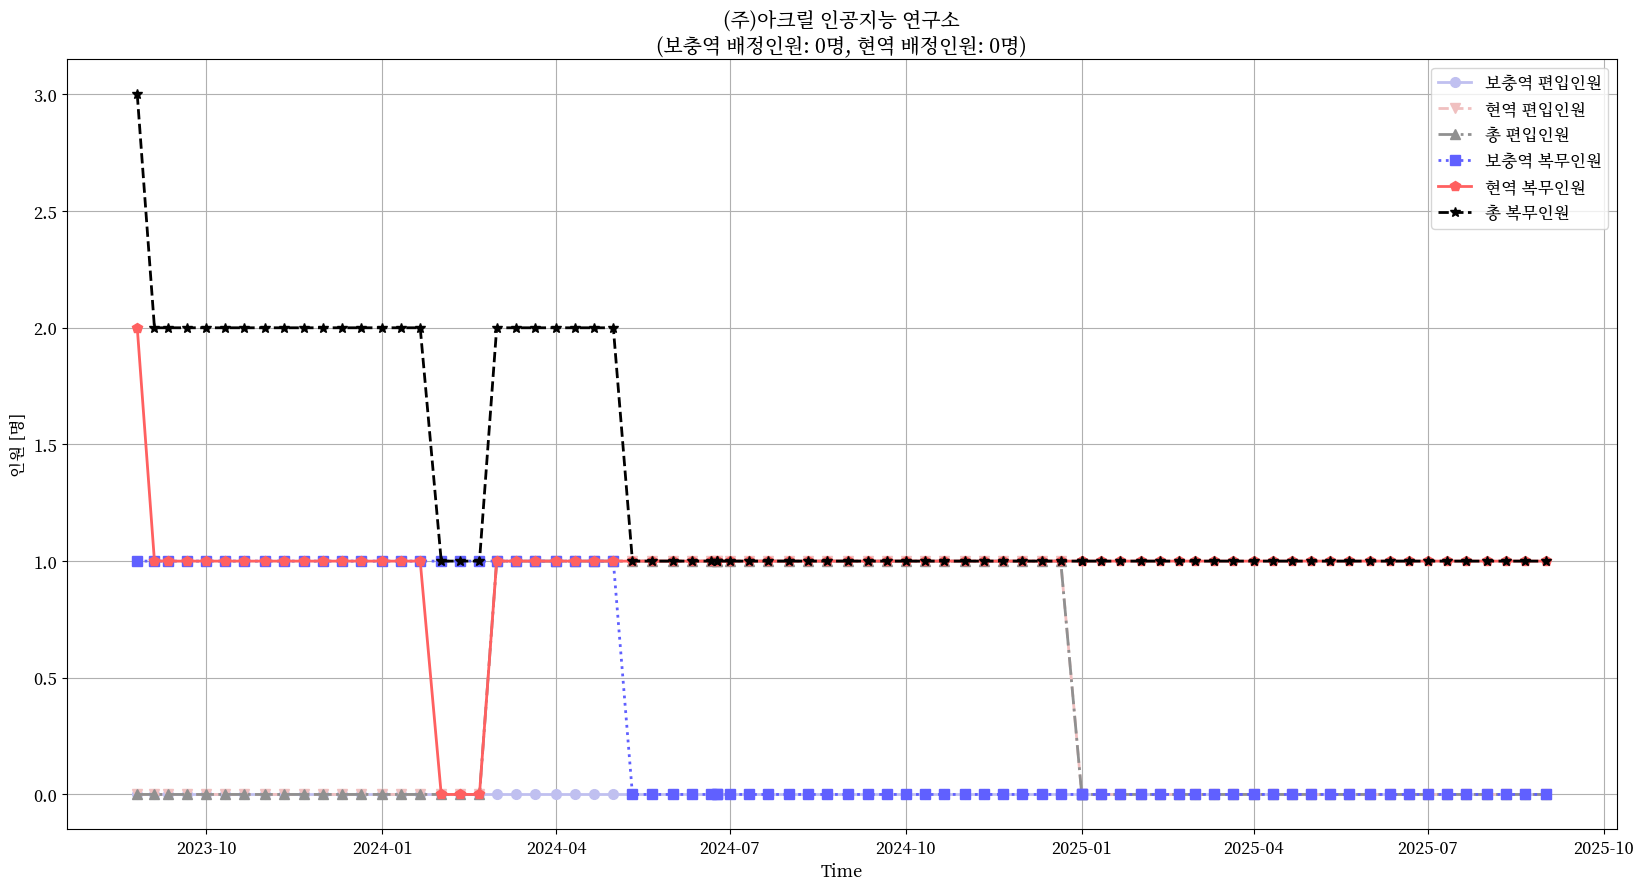 (주)아크릴 인공지능 연구소
(보충역 배정인원: 0명, 현역 배정인원: 0명)
보충역 편입인원
현역 편입인원
총 편입인원
보충역 복무인원
현역 복무인원
총 복무인원
인원 [명]
3.0
2.5
2.0
1.5
1.0
0.5
0.0
2023-10
2024-01
2024-04
2024-07
2024-10
2025-01
2025-04
2025-07
2025-10
Time